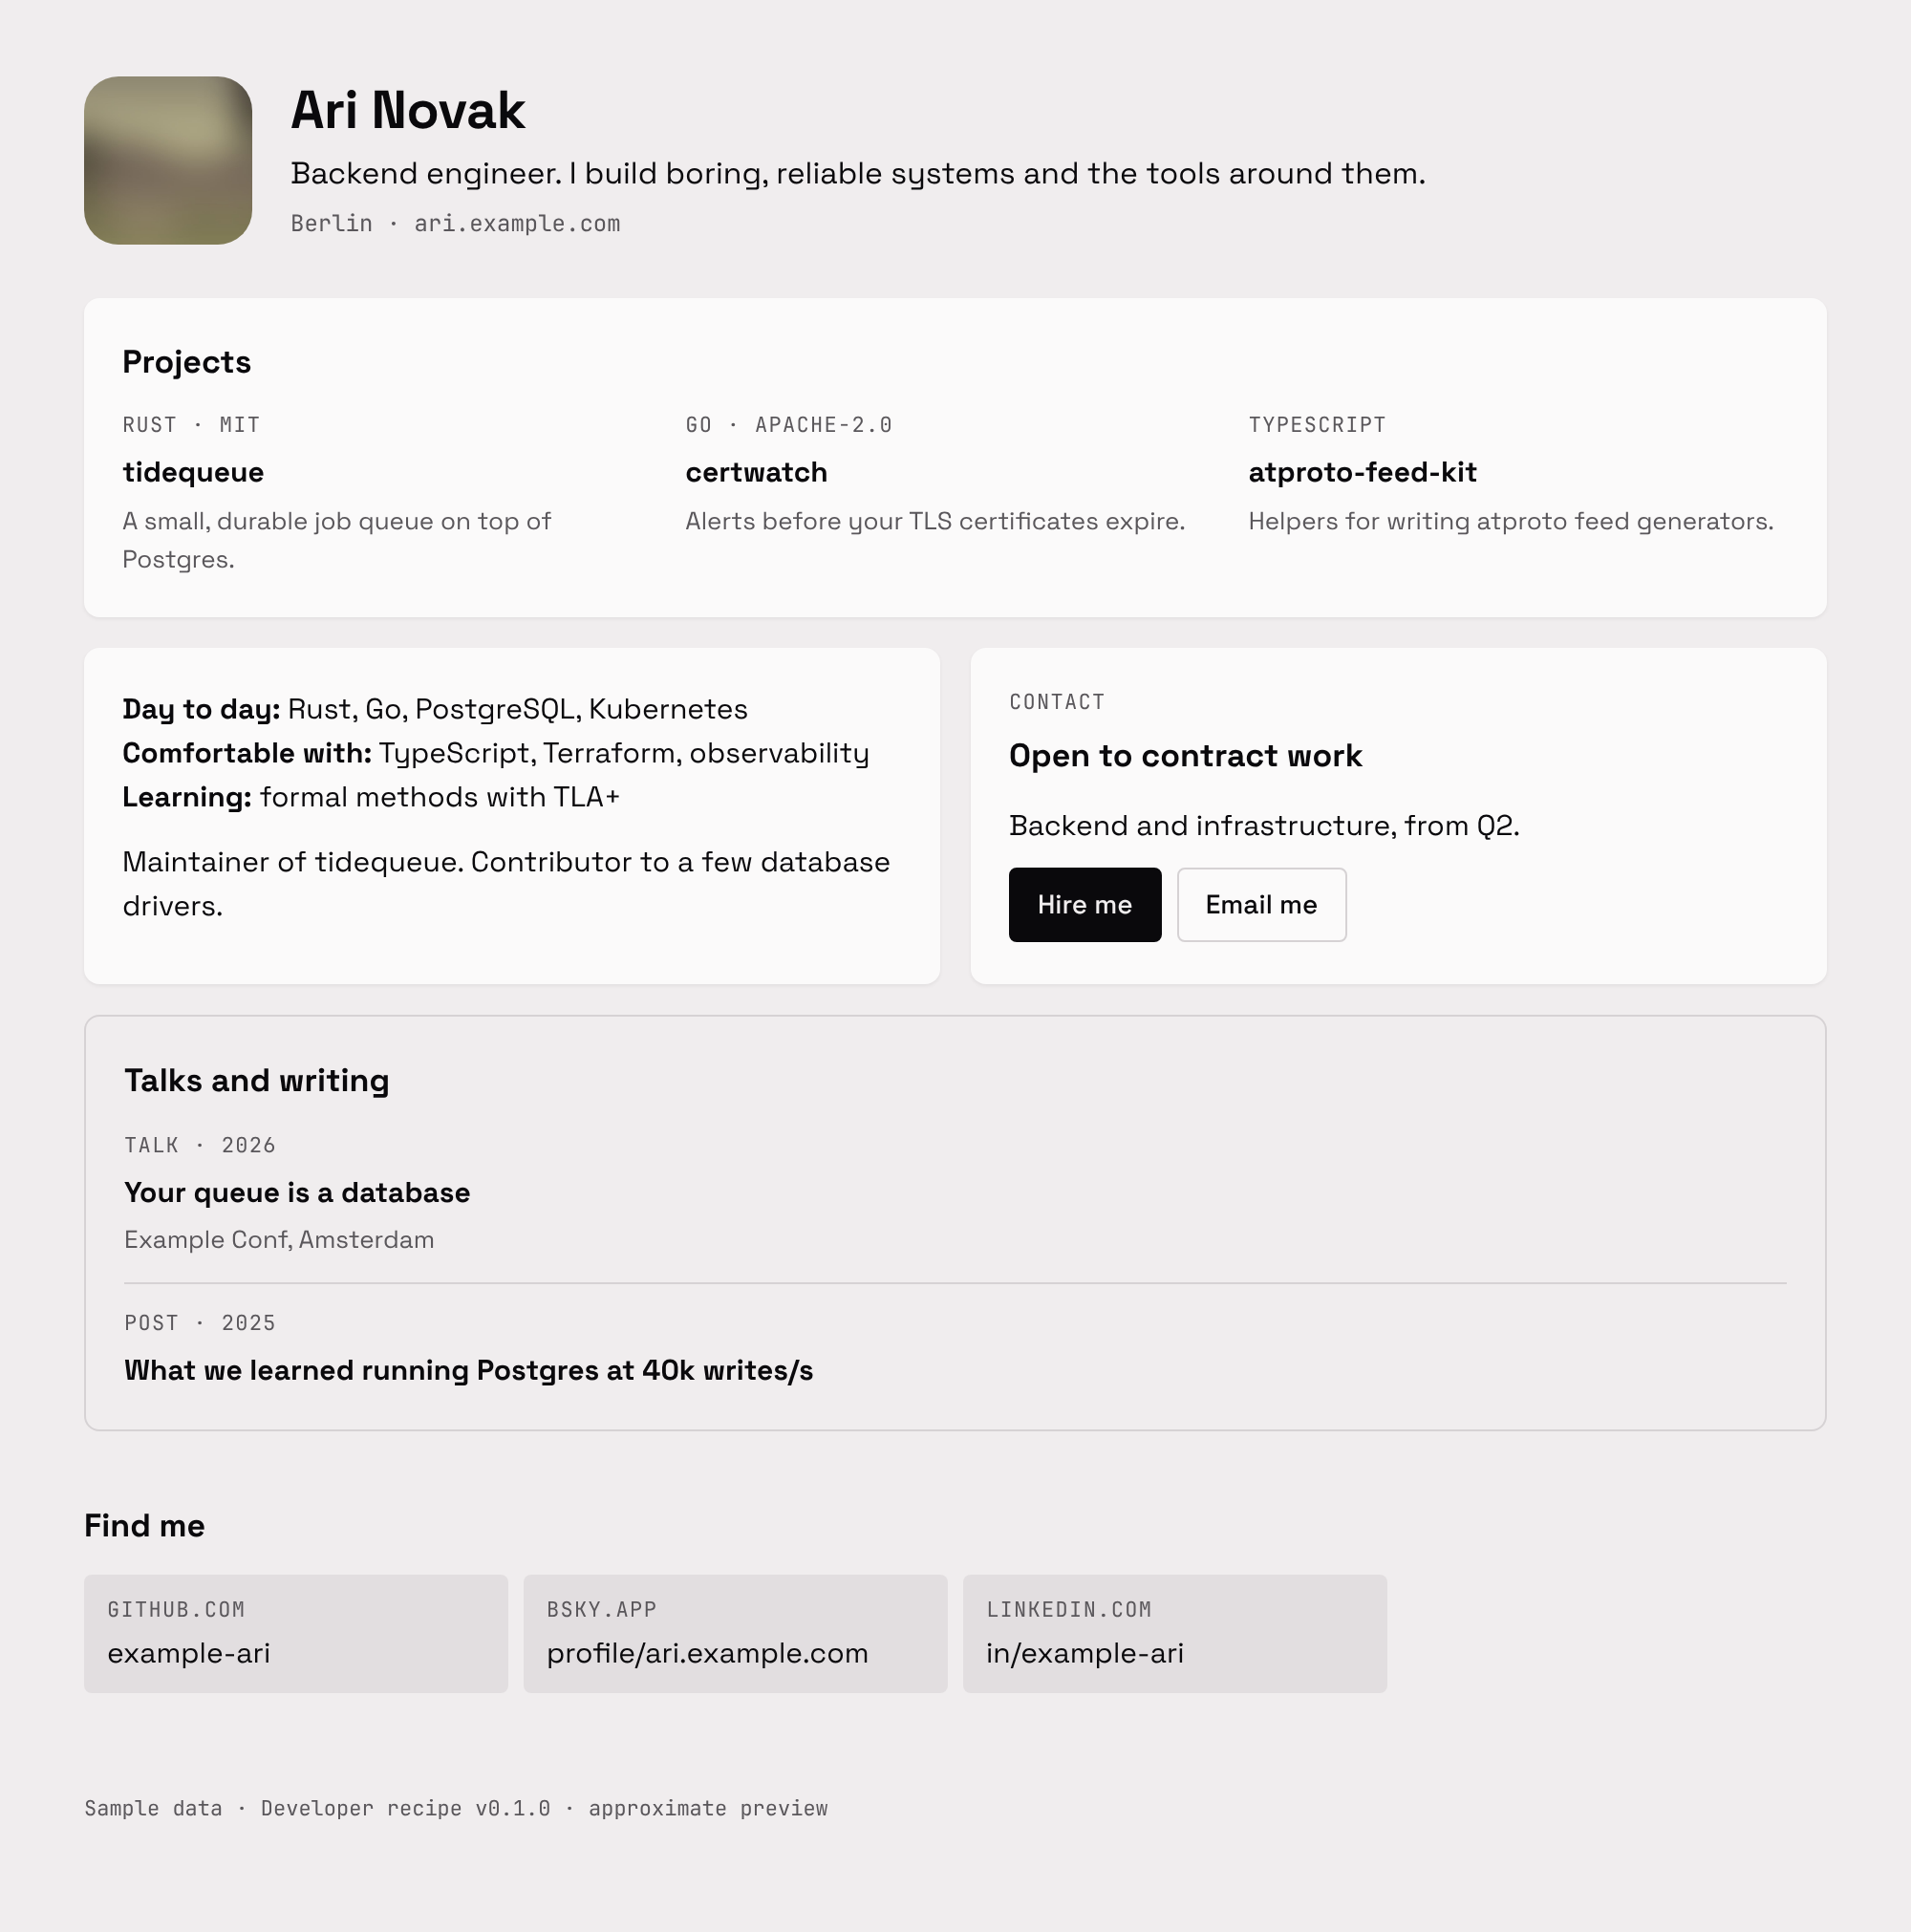 Ari Novak
Backend engineer. I build boring, reliable systems and the tools around them.
Berlin · ari.example.com
Projects
RUST · MIT
tidequeue
A small, durable job queue on top of
Postgres.
GO · APACHE-2.0
certwatch
Alerts before your TLS certificates expire.
TYPESCRIPT
atproto-feed-kit
Helpers for writing atproto feed generators.
Day to day: Rust, Go, PostgreSQL, Kubernetes
Comfortable with: TypeScript, Terraform, observability
Learning: formal methods with TLA+
Maintainer of tidequeue. Contributor to a few database
drivers.
CONTACT
Open to contract work
Backend and infrastructure, from Q2.
Hire me
Email me
Talks and writing
TALK · 2026
Your queue is a database
Example Conf, Amsterdam
POST · 2025
What we learned running Postgres at 40k writes/s
Find me
GITHUB.COM
example-ari
BSKY.APP
profile/ari.example.com
LINKEDIN.COM
in/example-ari
Sample data · Developer recipe v0.1.0 · approximate preview